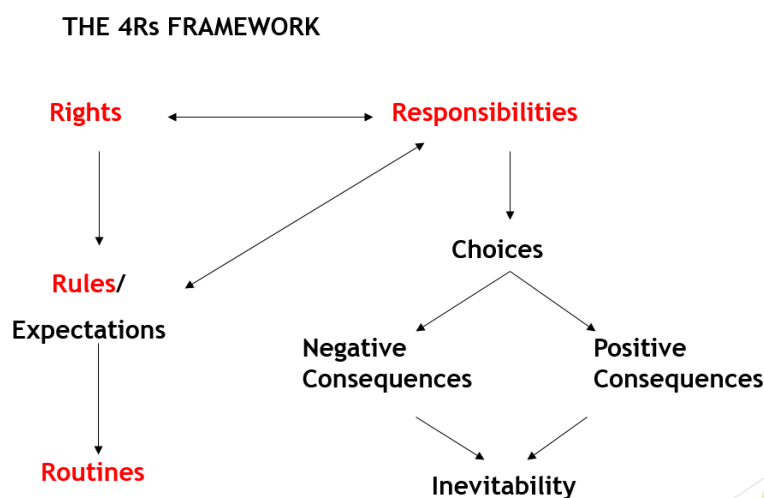 THE 4Rs FRAMEWORK
Rights
Responsibilities
Choices
Rules/
Expectations
Negative
Consequences
Positive
Consequences
Routines
Inevitability